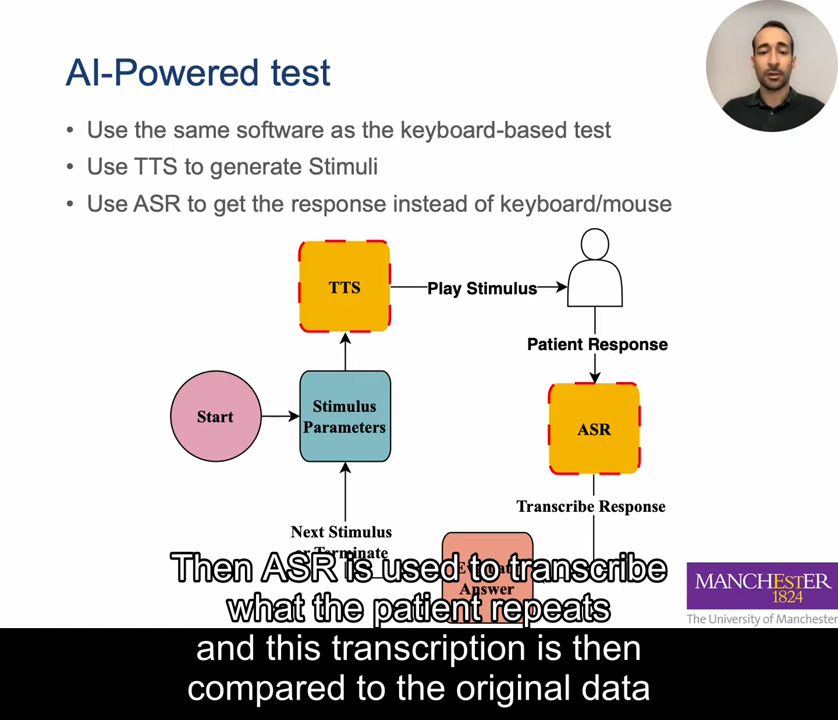 AI-Powered test
• Use the same software as the keyboard-based test
• Use TTS to generate Stimuli
• Use ASR to get the response instead of keyboard/mouse
TTS
Play Stimulus
Patient Response
Start
Stimulus
Parameters
ASR
Transcribe Response
Next Stimulus
or Terminate
Answer
Then ASR is used to transcribe
what the patient repeats
and this transcription is then
compared to the original data
MANCHESTER
1824
The University of Manchester